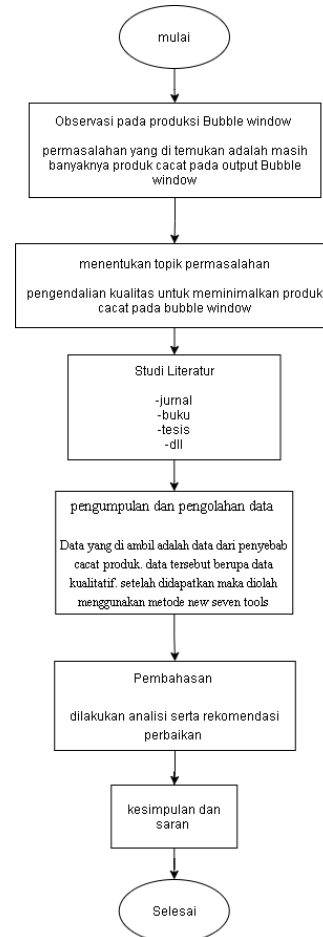 mulai
Observasi pada produksi Bubble window
permasalahan yang di temukan adalah masih
banyaknya produk cacat pada output Bubble
window
menentukan topik permasalahan
pengendalian kualitas untuk meminimalkan produk
cacat pada bubble window
Studi Literatur
-jurnal
-buku
-tesis
-dll
pengumpulan dan pengolahan data
Data yang di ambil adalah data dari penyebab
cacat produk. data tersebut berupa data
kualitatif. setelah didapatkan maka diolah
menggunakan metode new seven tools
Pembahasan
dilakukan analisi serta rekomendasi
perbaikan
kesimpulan dan
saran
Selesai